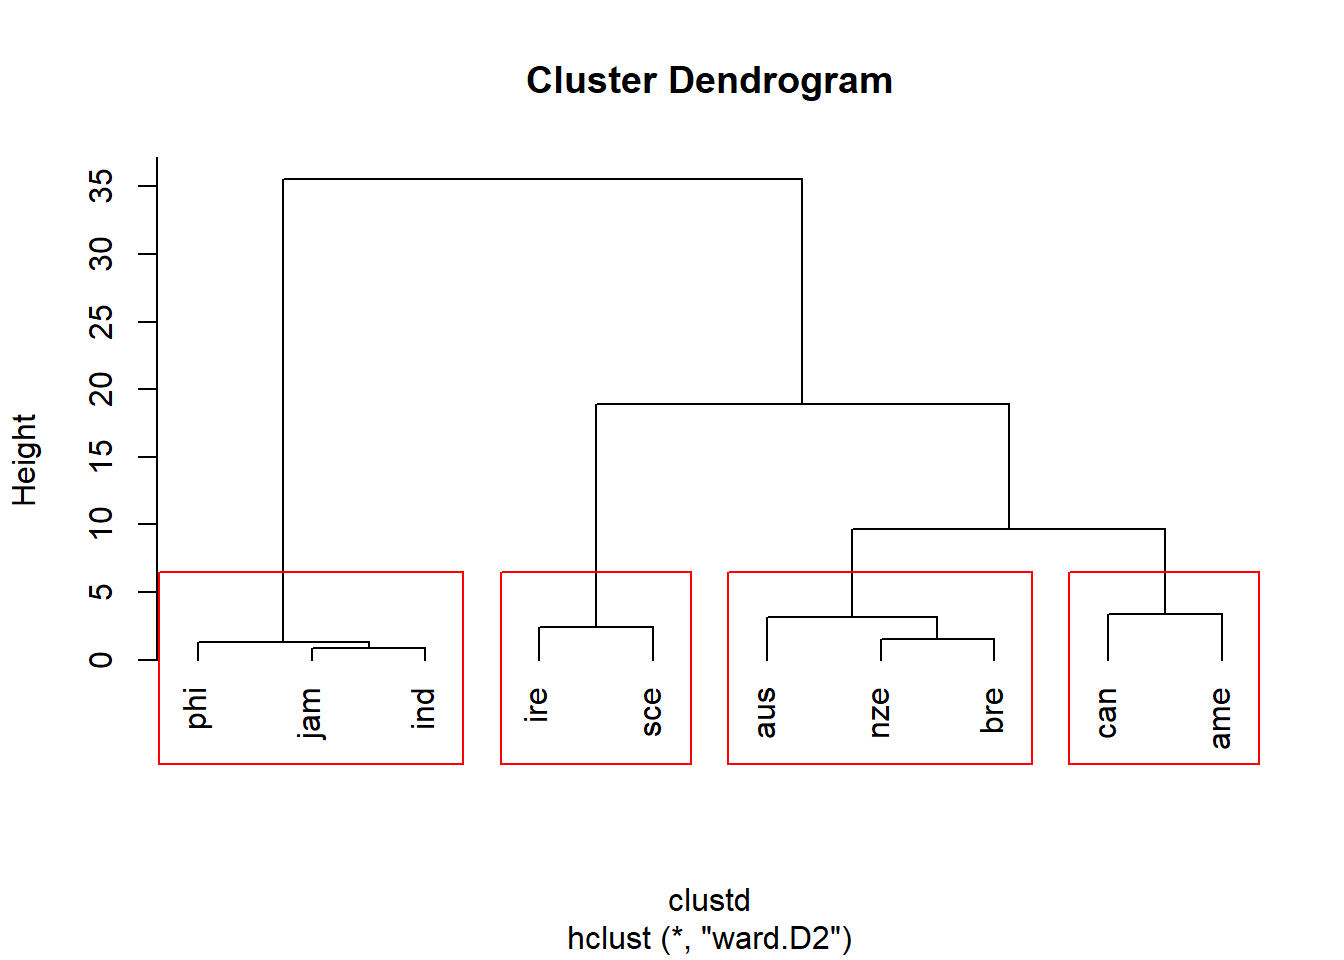 Cluster Dendrogram
Height
35
30
25
20
15
10
5
0
phi
jam
ind
ire
sce
aus
nze
bre
can
ame
clustd
hclust (*, "ward.D2")